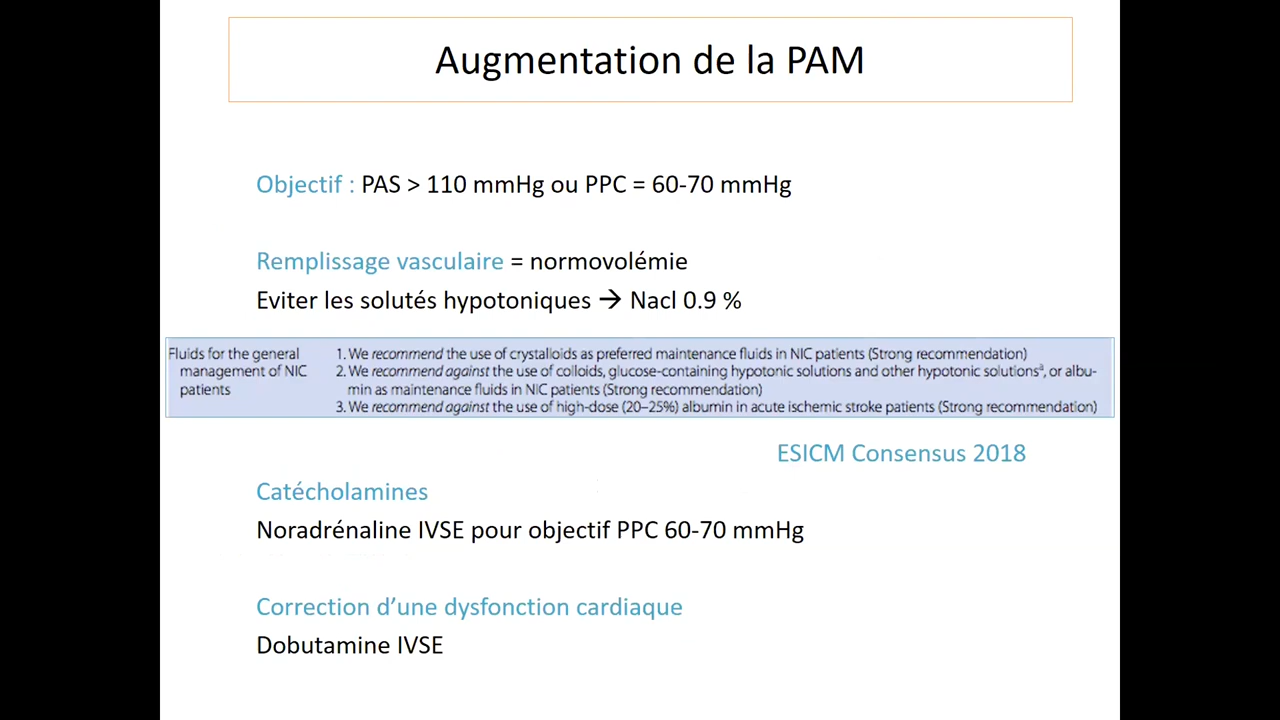 Augmentation de la PAM
Objectif : PAS > 110 mmHg ou PPC = 60-70 mmHg
Remplissage vasculaire = normovolémie
Eviter les solutés hypotoniques → Nacl 0.9 %
Fluids for the general management of NIC patients
1. We recommend the use of crystalloids as preferred maintenance fluids in NIC patients (Strong recommendation)
2. We recommend against the use of colloids, glucose-containing hypotonic solutions and other hypotonic solutionsª, or albu-
min as maintenance fluids in NIC patients (Strong recommendation)
3. We recommend against the use of high-dose (20–25%) albumin in acute ischemic stroke patients (Strong recommendation)
ESICM Consensus 2018
Catécholamines
Noradrénaline IVSE pour objectif PPC 60-70 mmHg
Correction d’une dysfonction cardiaque
Dobutamine IVSE